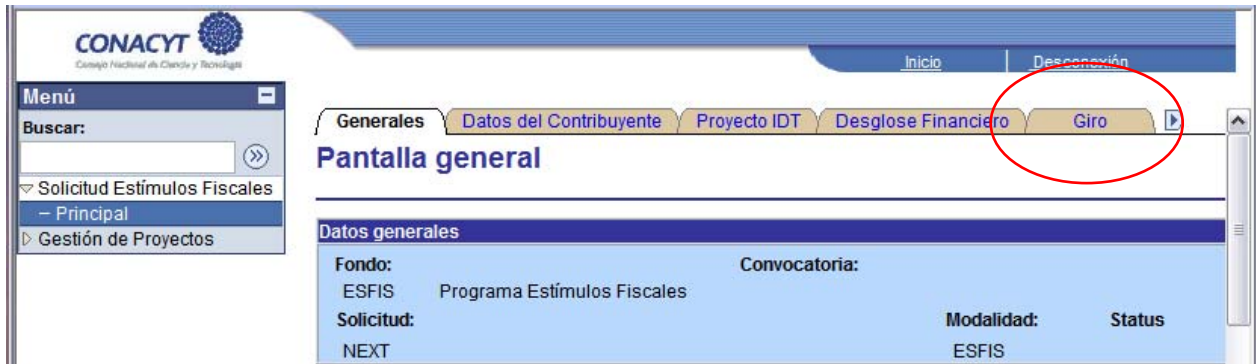 CONACYT
Consejo Nacional de Ciencia y Tecnología
Inicio Desconexión
Menú
Buscar:
Solicitud Estímulos Fiscales
– Principal
Gestión de Proyectos
Generales Datos del Contribuyente Proyecto IDT Desglose Financiero Giro
Pantalla general
Datos generales
Fondo: Convocatoria:
ESFIS Programa Estímulos Fiscales
Solicitud: Modalidad: Status
NEXT ESFIS